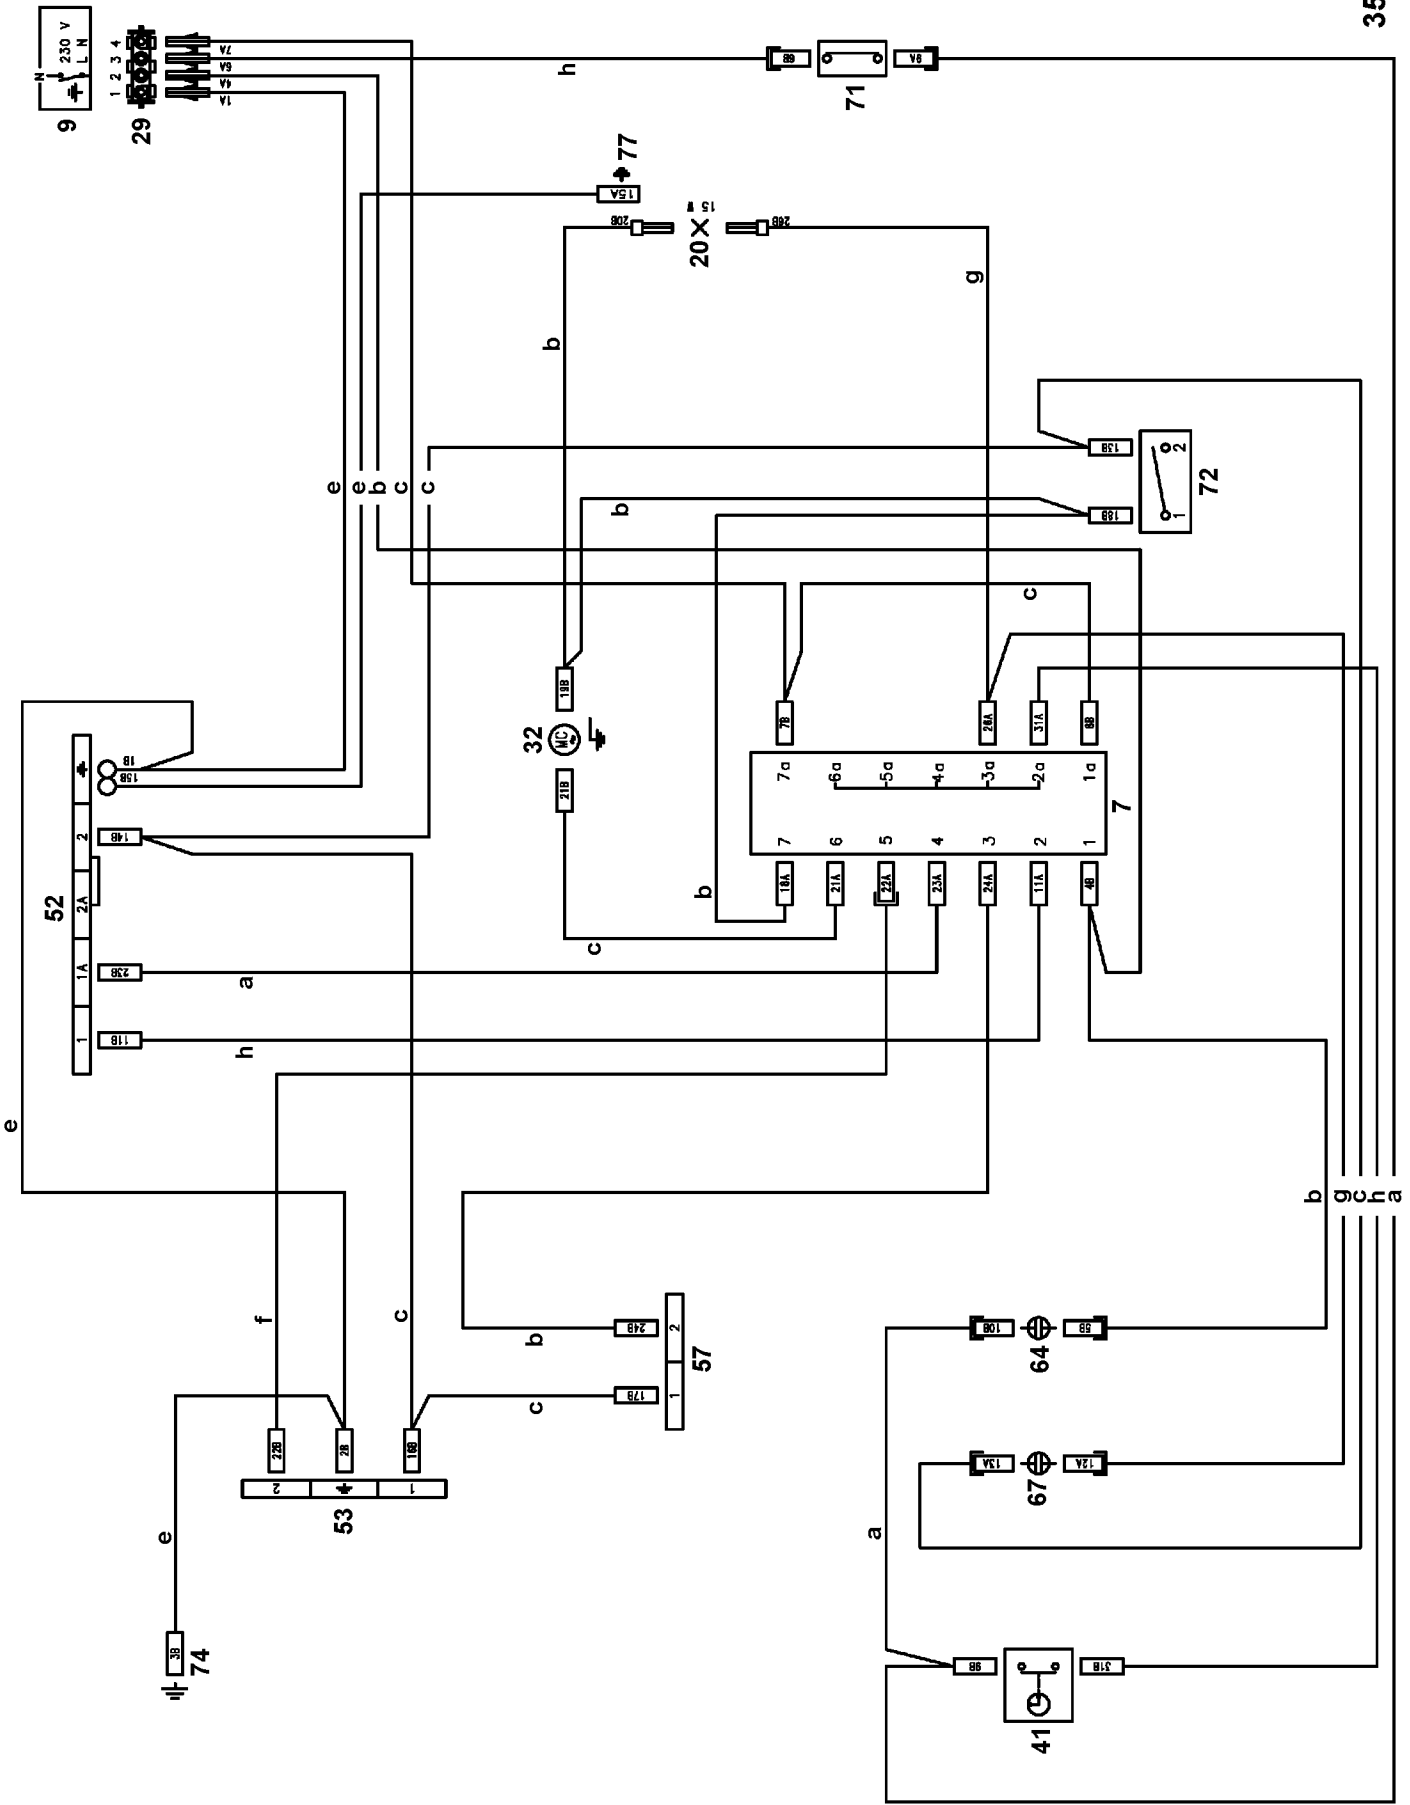 35
9
N
230 V
L N
29
1 2 3 4
1A
4A
6A
7A
h
6B
71
9A
77
15A
20B
20
15 W
26B
g
b
e
e
b
c
c
b
13B
18B
1
2
72
c
e
52
1
1A
2A
2
11B
23B
14B
15B
1B
32
MC
19B
21B
7B
26A
31A
8B
7a
6a
5a
4a
3a
2a
1a
7
6
5
4
3
2
1
7
18A
21A
22A
23A
24A
11A
4B
b
c
a
h
f
c
b
c
24B
17B
2
1
57
22B
2B
16B
2
1
53
e
3B
74
b
g
c
h
a
10B
64
5B
13A
67
12A
a
9B
31B
41